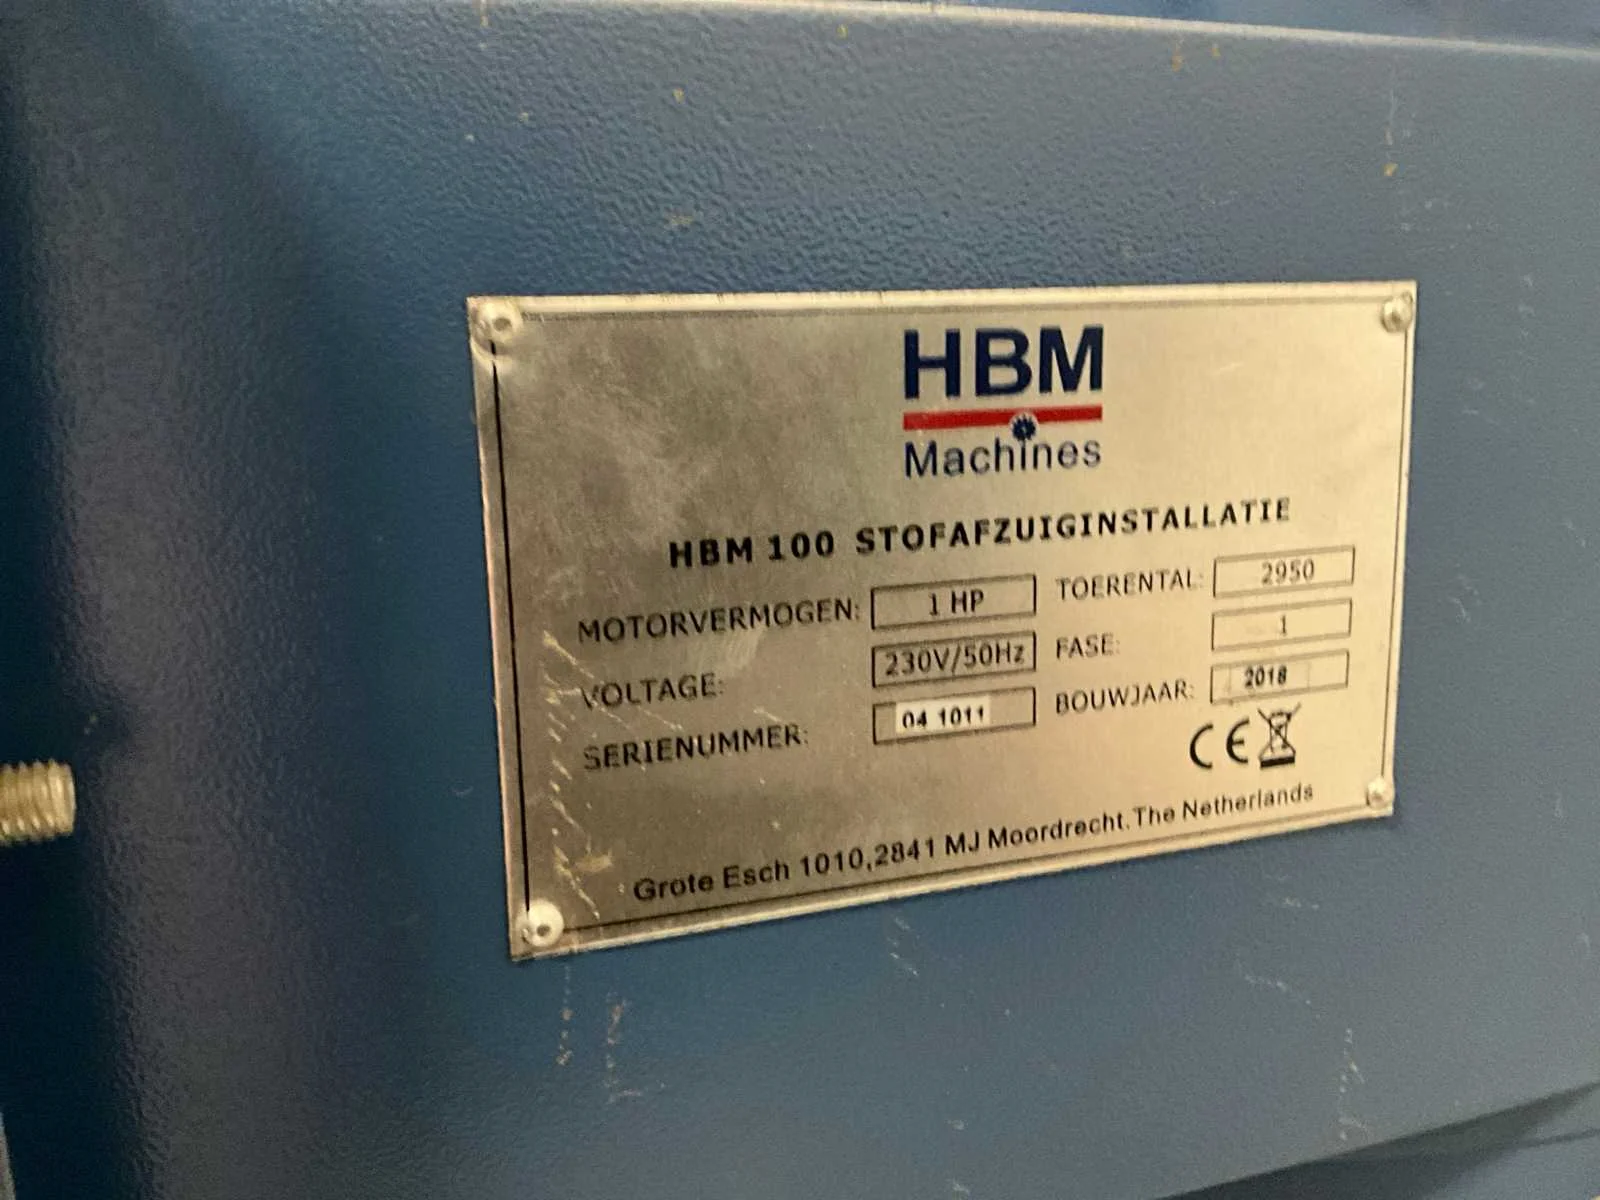 HBM
Machines
HBM 100 STOFAFZUIGINSTALLATIE
MOTORVERMOGEN: 1 HP TOERENTAL: 2950
VOLTAGE: 230V/50Hz FASE: 1
SERIENUMMER: 04 1011 BOUWJAAR: 2018
CE
Grote Esch 1010,2841 MJ Moordrecht.The Netherlands